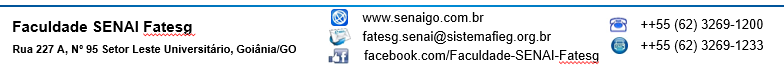 Faculdade SENAI Fatesg
Rua 227 A, Nº 95 Setor Leste Universitário, Goiânia/GO
www.senaigo.com.br
fatesg.senai@sistemafieg.org.br
facebook.com/Faculdade-SENAI-Fatesg
++55 (62) 3269-1200
++55 (62) 3269-1233